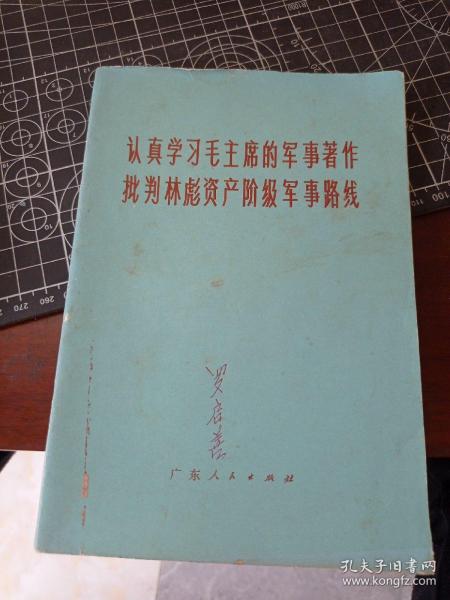 认真学习毛主席的军事著作
批判林彪资产阶级军事路线
广东人民出版社
孔夫子旧书网
www.kongfz.com